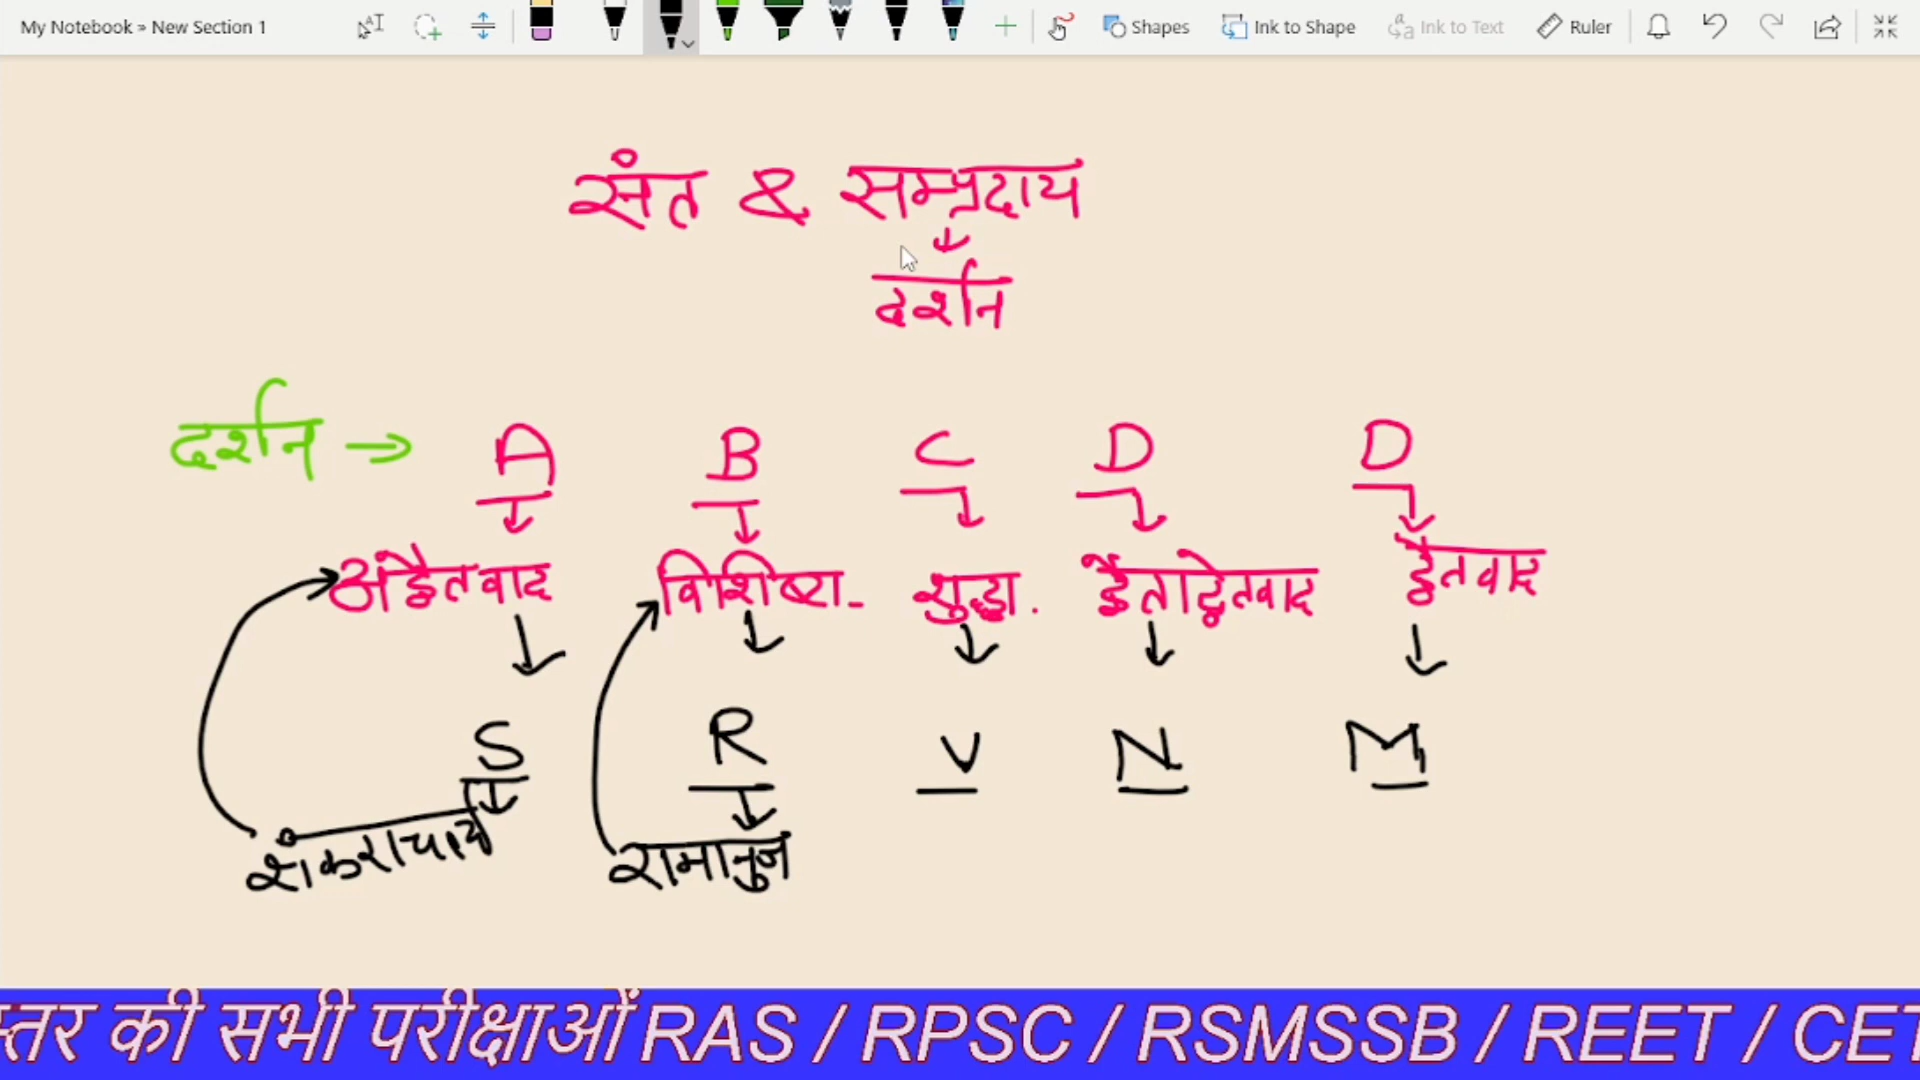 My Notebook » New Section 1 Shapes Ink to Shape Ink to Text Ruler
संत & सम्प्रदाय
दर्शन
दर्शन → A B C D D
अद्वैतवाद विशिष्टा- शुद्धा. द्वैताद्वैतवाद द्वैतवाद
S R V N M
शंकराचार्य रामानुज
स्तर की सभी परीक्षाओं RAS / RPSC / RSMSSB / REET / CET